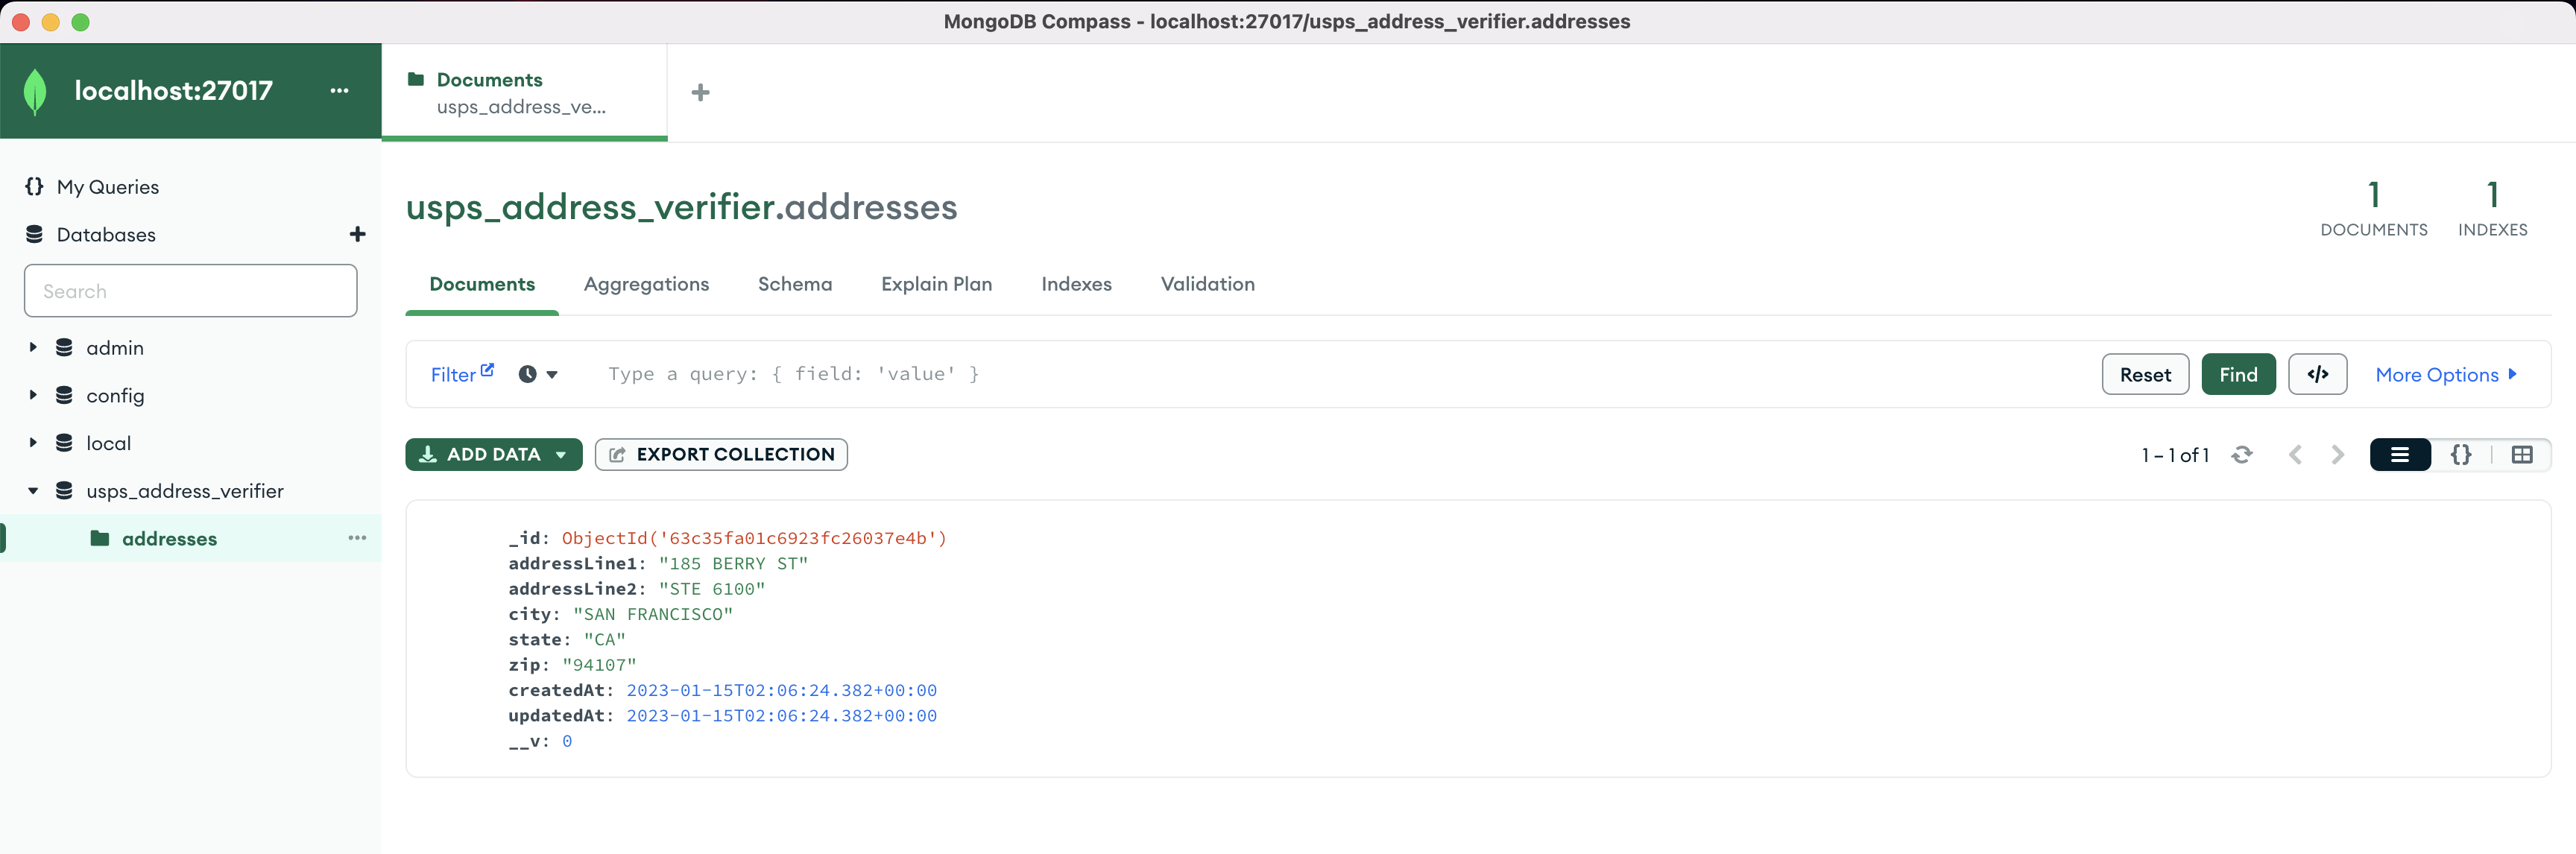 MongoDB Compass - localhost:27017/usps_address_verifier.addresses
localhost:27017
Documents
usps_address_ve...
{} My Queries
Databases
Search
admin
config
local
usps_address_verifier
addresses
usps_address_verifier.addresses
1
DOCUMENTS
1
INDEXES
Documents Aggregations Schema Explain Plan Indexes Validation
Filter Type a query: { field: 'value' } Reset Find </> More Options
ADD DATA EXPORT COLLECTION 1 – 1 of 1 {}
_id: ObjectId('63c35fa01c6923fc26037e4b')
addressLine1: "185 BERRY ST"
addressLine2: "STE 6100"
city: "SAN FRANCISCO"
state: "CA"
zip: "94107"
createdAt: 2023-01-15T02:06:24.382+00:00
updatedAt: 2023-01-15T02:06:24.382+00:00
__v: 0